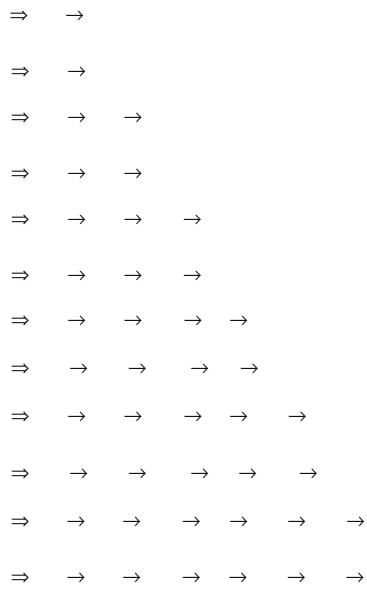 ⇒ →
⇒ →
⇒ → →
⇒ → →
⇒ → → →
⇒ → → →
⇒ → → → →
⇒ → → → →
⇒ → → → → →
⇒ → → → → →
⇒ → → → → → →
⇒ → → → → → →